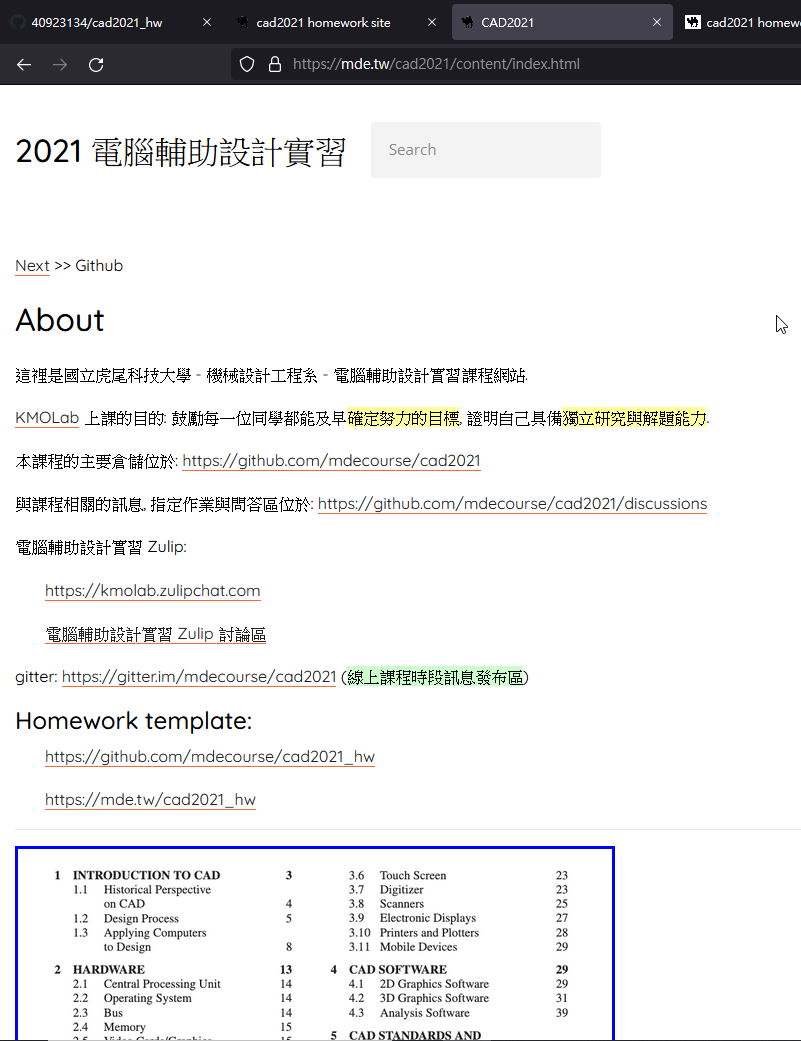 40923134/cad2021_hw
cad2021 homework site
CAD2021
cad2021 homew
https://mde.tw/cad2021/content/index.html
2021 電腦輔助設計實習
Search
Next >> Github
About
這裡是國立虎尾科技大學 - 機械設計工程系 - 電腦輔助設計實習課程網站.
KMOLab 上課的目的: 鼓勵每一位同學都能及早確定努力的目標, 證明自己具備獨立研究與解題能力.
本課程的主要倉儲位於: https://github.com/mdecourse/cad2021
與課程相關的訊息, 指定作業與問答區位於: https://github.com/mdecourse/cad2021/discussions
電腦輔助設計實習 Zulip:
https://kmolab.zulipchat.com
電腦輔助設計實習 Zulip 討論區
gitter: https://gitter.im/mdecourse/cad2021 (線上課程時段訊息發布區)
Homework template:
https://github.com/mdecourse/cad2021_hw
https://mde.tw/cad2021_hw
1 INTRODUCTION TO CAD 3
1.1 Historical Perspective
on CAD 4
1.2 Design Process 5
1.3 Applying Computers
to Design 8
2 HARDWARE 13
2.1 Central Processing Unit 14
2.2 Operating System 14
2.3 Bus 14
2.4 Memory 15
3.6 Touch Screen 23
3.7 Digitizer 23
3.8 Scanners 25
3.9 Electronic Displays 27
3.10 Printers and Plotters 28
3.11 Mobile Devices 29
4 CAD SOFTWARE 29
4.1 2D Graphics Software 29
4.2 3D Graphics Software 31
4.3 Analysis Software 39
5 CAD STANDARDS AND